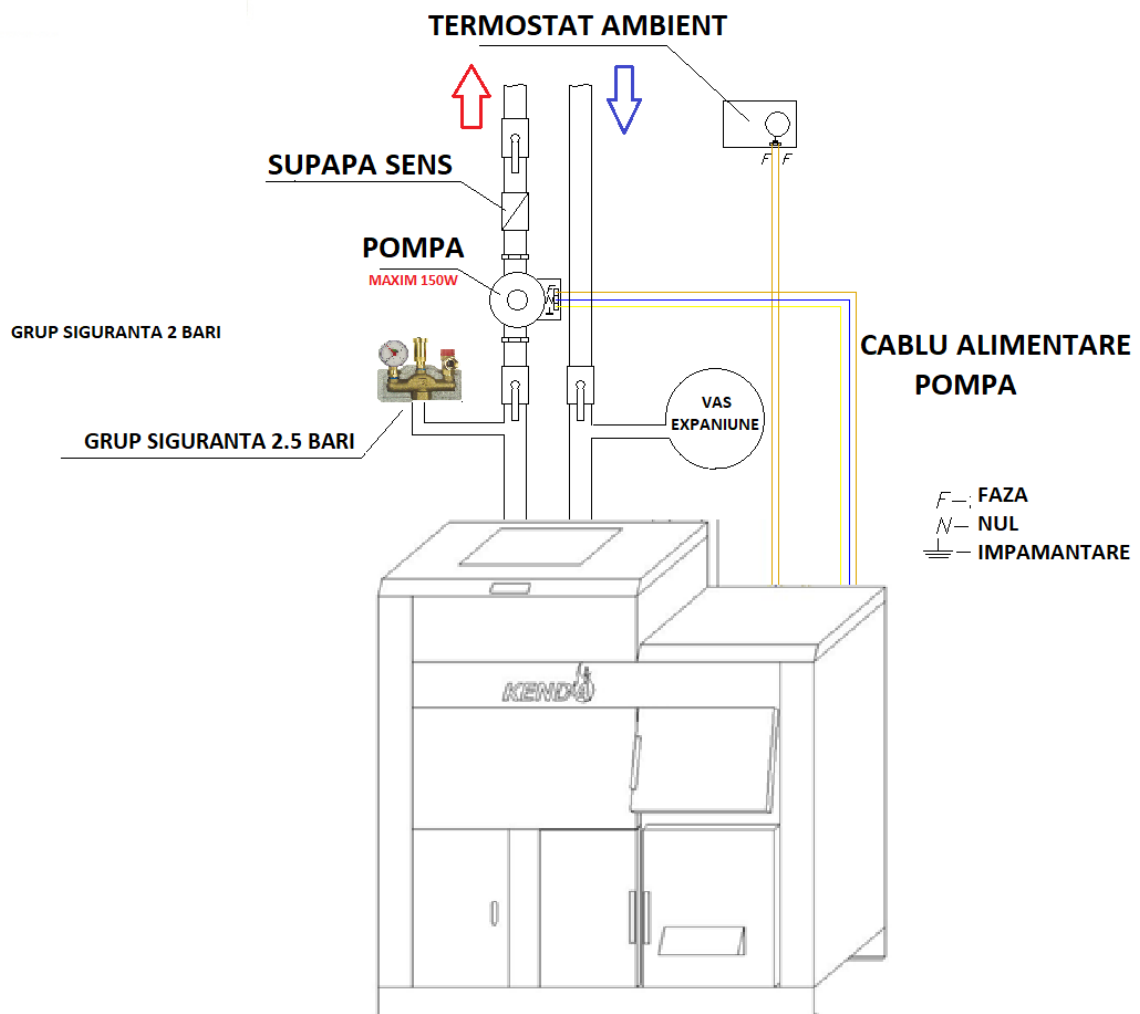 TERMOSTAT AMBIENT
F F
SUPAPA SENS
POMPA
MAXIM 150W
F
N
GRUP SIGURANTA 2 BARI
CABLU ALIMENTARE
POMPA
VAS
EXPANIUNE
GRUP SIGURANTA 2.5 BARI
F – FAZA
N – NUL
– IMPAMANTARE
KENDA